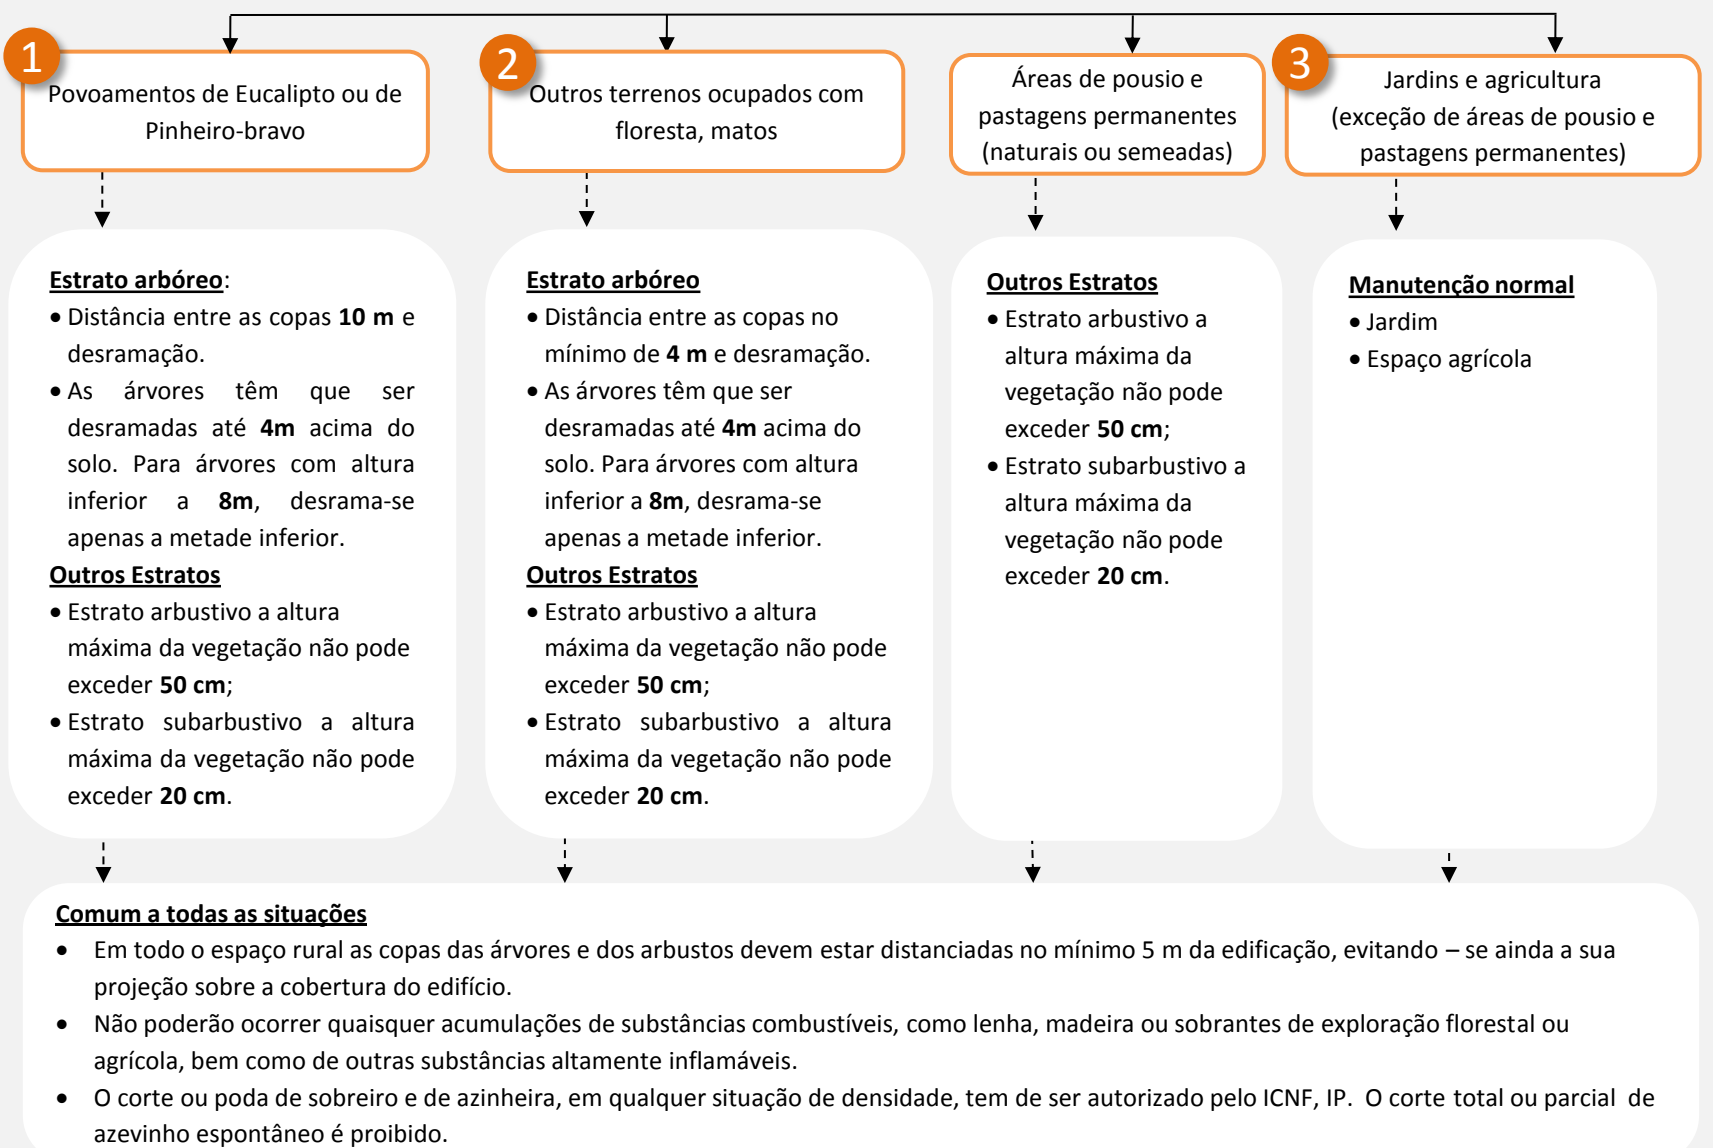 1
Povoamentos de Eucalipto ou de
Pinheiro-bravo
2
Outros terrenos ocupados com
floresta, matos
Áreas de pousio e
pastagens permanentes
(naturais ou semeadas)
3
Jardins e agricultura
(exceção de áreas de pousio e
pastagens permanentes)
Estrato arbóreo:
• Distância entre as copas 10 m e
desramação.
• As árvores têm que ser
desramadas até 4m acima do
solo. Para árvores com altura
inferior a 8m, desrama-se
apenas a metade inferior.
Outros Estratos
• Estrato arbustivo a altura
máxima da vegetação não pode
exceder 50 cm;
• Estrato subarbustivo a altura
máxima da vegetação não pode
exceder 20 cm.
Estrato arbóreo
• Distância entre as copas no
mínimo de 4 m e desramação.
• As árvores têm que ser
desramadas até 4m acima do
solo. Para árvores com altura
inferior a 8m, desrama-se
apenas a metade inferior.
Outros Estratos
• Estrato arbustivo a altura
máxima da vegetação não pode
exceder 50 cm;
• Estrato subarbustivo a altura
máxima da vegetação não pode
exceder 20 cm.
Outros Estratos
• Estrato arbustivo a
altura máxima da
vegetação não pode
exceder 50 cm;
• Estrato subarbustivo a
altura máxima da
vegetação não pode
exceder 20 cm.
Manutenção normal
• Jardim
• Espaço agrícola
Comum a todas as situações
• Em todo o espaço rural as copas das árvores e dos arbustos devem estar distanciadas no mínimo 5 m da edificação, evitando – se ainda a sua
projeção sobre a cobertura do edifício.
• Não poderão ocorrer quaisquer acumulações de substâncias combustíveis, como lenha, madeira ou sobrantes de exploração florestal ou
agrícola, bem como de outras substâncias altamente inflamáveis.
• O corte ou poda de sobreiro e de azinheira, em qualquer situação de densidade, tem de ser autorizado pelo ICNF, IP. O corte total ou parcial de
azevinho espontâneo é proibido.